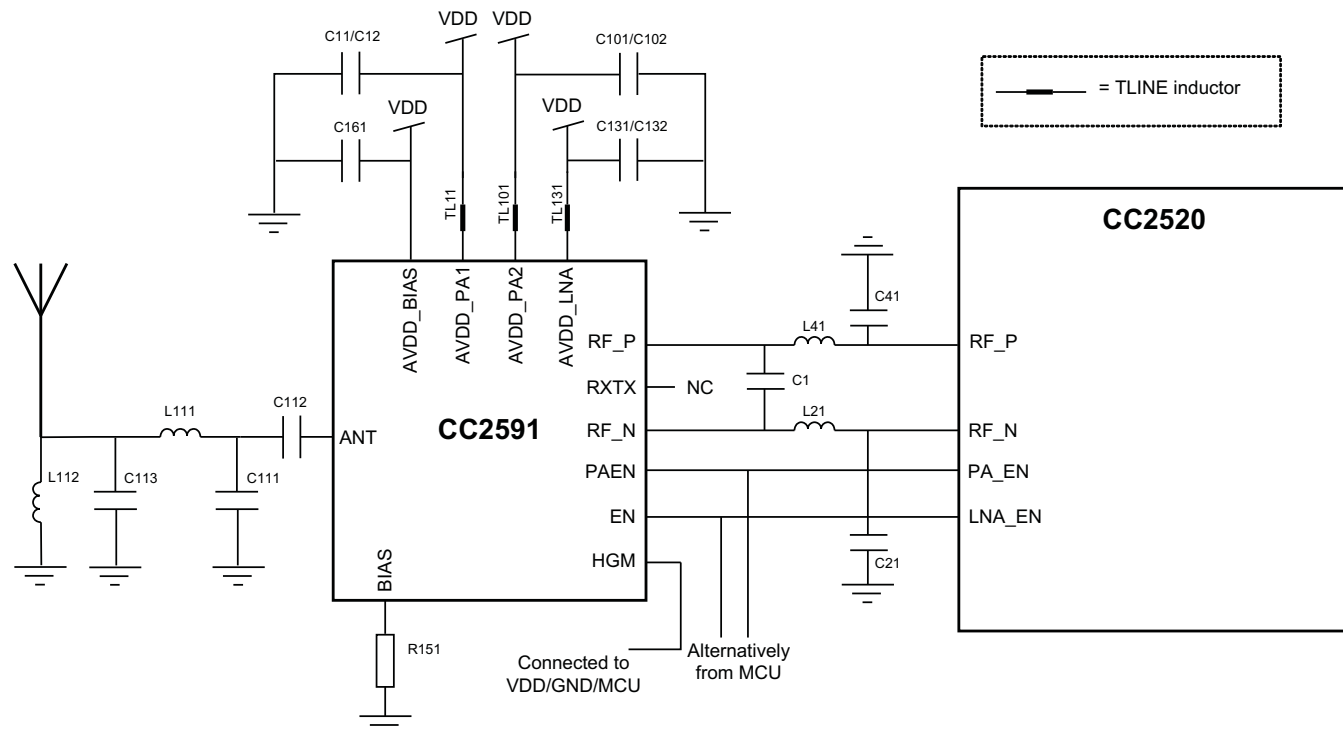 VDD
VDD
C11/C12
C101/C102
= TLINE inductor
VDD
VDD
C161
C131/C132
TL11
TL101
TL131
CC2520
AVDD_BIAS
AVDD_PA1
AVDD_PA2
AVDD_LNA
C41
L41
RF_P
RF_P
RXTX
NC
C1
C112
L111
L21
ANT
CC2591
RF_N
RF_N
L112
C113
C111
PAEN
PA_EN
EN
LNA_EN
HGM
C21
BIAS
R151
Connected to
VDD/GND/MCU
Alternatively
from MCU